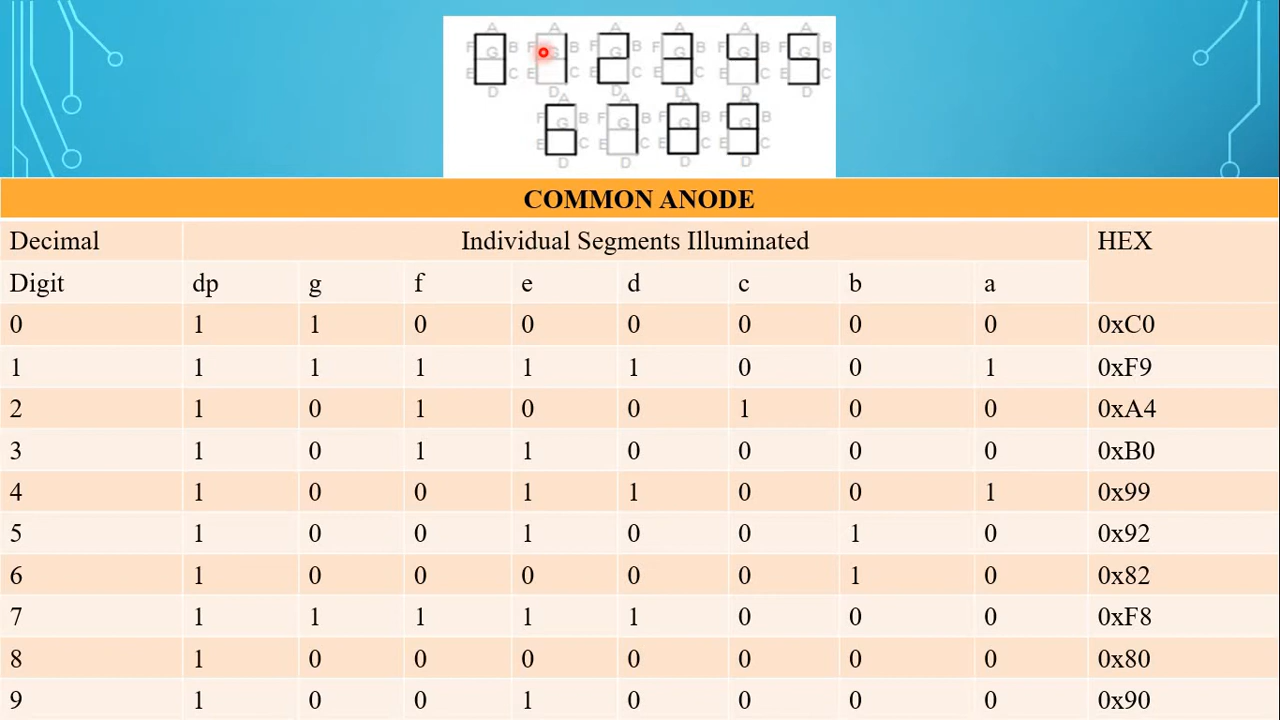 A A A A A A
F G B F G B F G B F G B F G B F G B
E C E C E C E C E C E C
D D D D D D
A A A A
F G B F G B F G B F G B
E C E C E C E C
D D D D
COMMON ANODE
Decimal Individual Segments Illuminated HEX
Digit dp g f e d c b a
0 1 1 0 0 0 0 0 0 0xC0
1 1 1 1 1 1 0 0 1 0xF9
2 1 0 1 0 0 1 0 0 0xA4
3 1 0 1 1 0 0 0 0 0xB0
4 1 0 0 1 1 0 0 1 0x99
5 1 0 0 1 0 0 1 0 0x92
6 1 0 0 0 0 0 1 0 0x82
7 1 1 1 1 1 0 0 0 0xF8
8 1 0 0 0 0 0 0 0 0x80
9 1 0 0 1 0 0 0 0 0x90